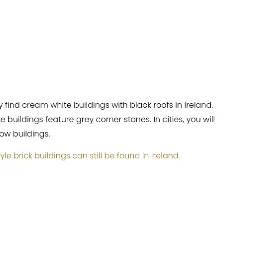 y find cream white buildings with black roofs in Ireland.
e buildings feature grey corner stones. In cities, you will
ow buildings.
yle brick buildings can still be found in Ireland.